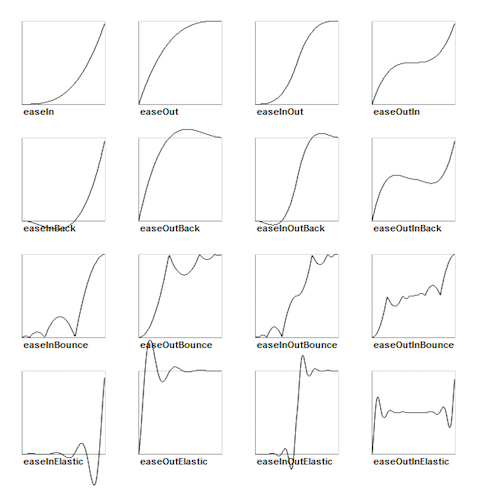 easeIn easeOut easeInOut easeOutIn
easeInBack easeOutBack easeInOutBack easeOutInBack
easeInBounce easeOutBounce easeInOutBounce easeOutInBounce
easeInElastic easeOutElastic easeInOutElastic easeOutInElastic